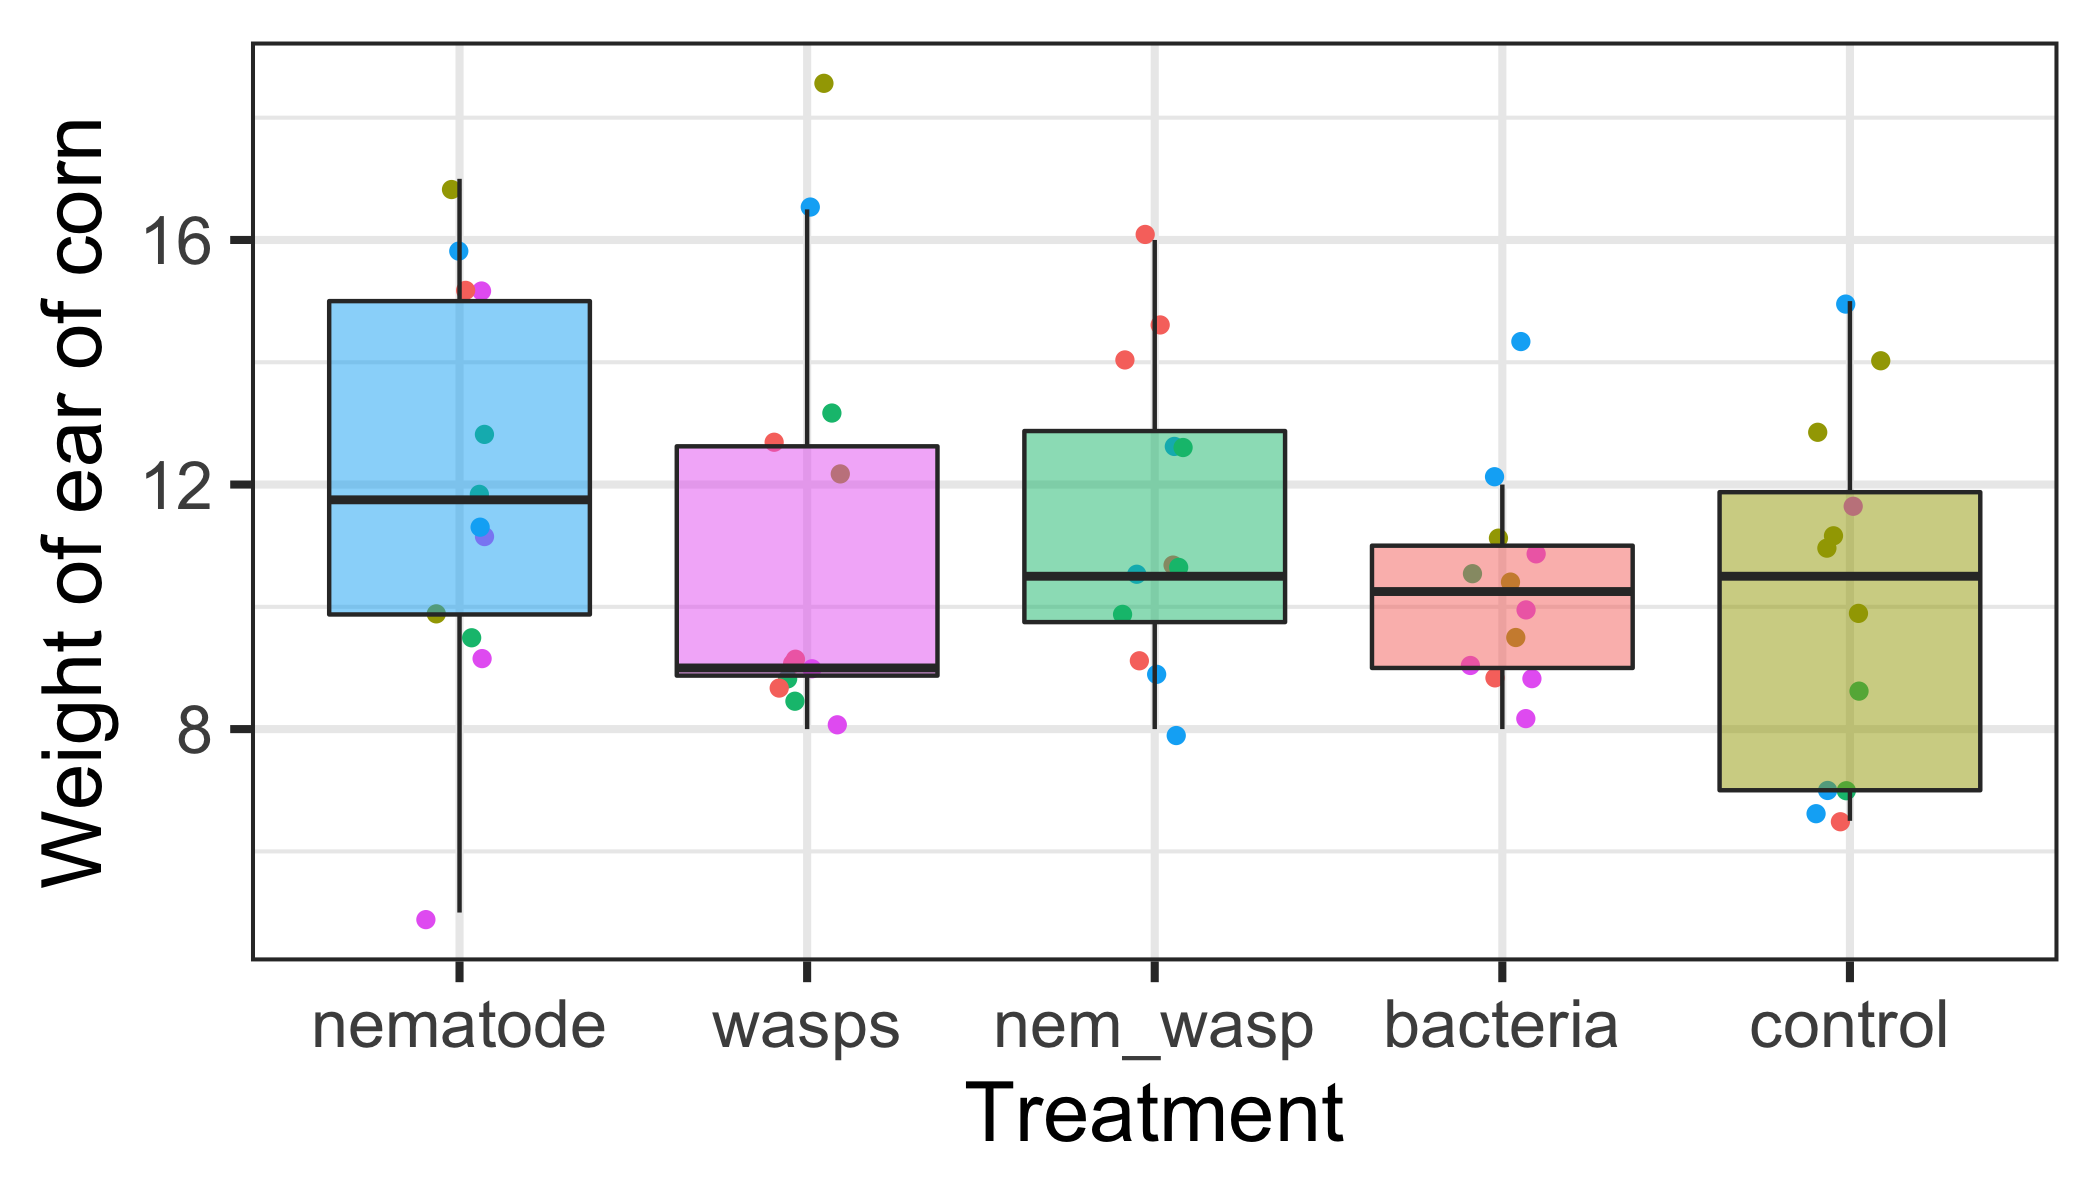 Weight of ear of corn
16
12
8
nematode wasps nem_wasp bacteria control
Treatment